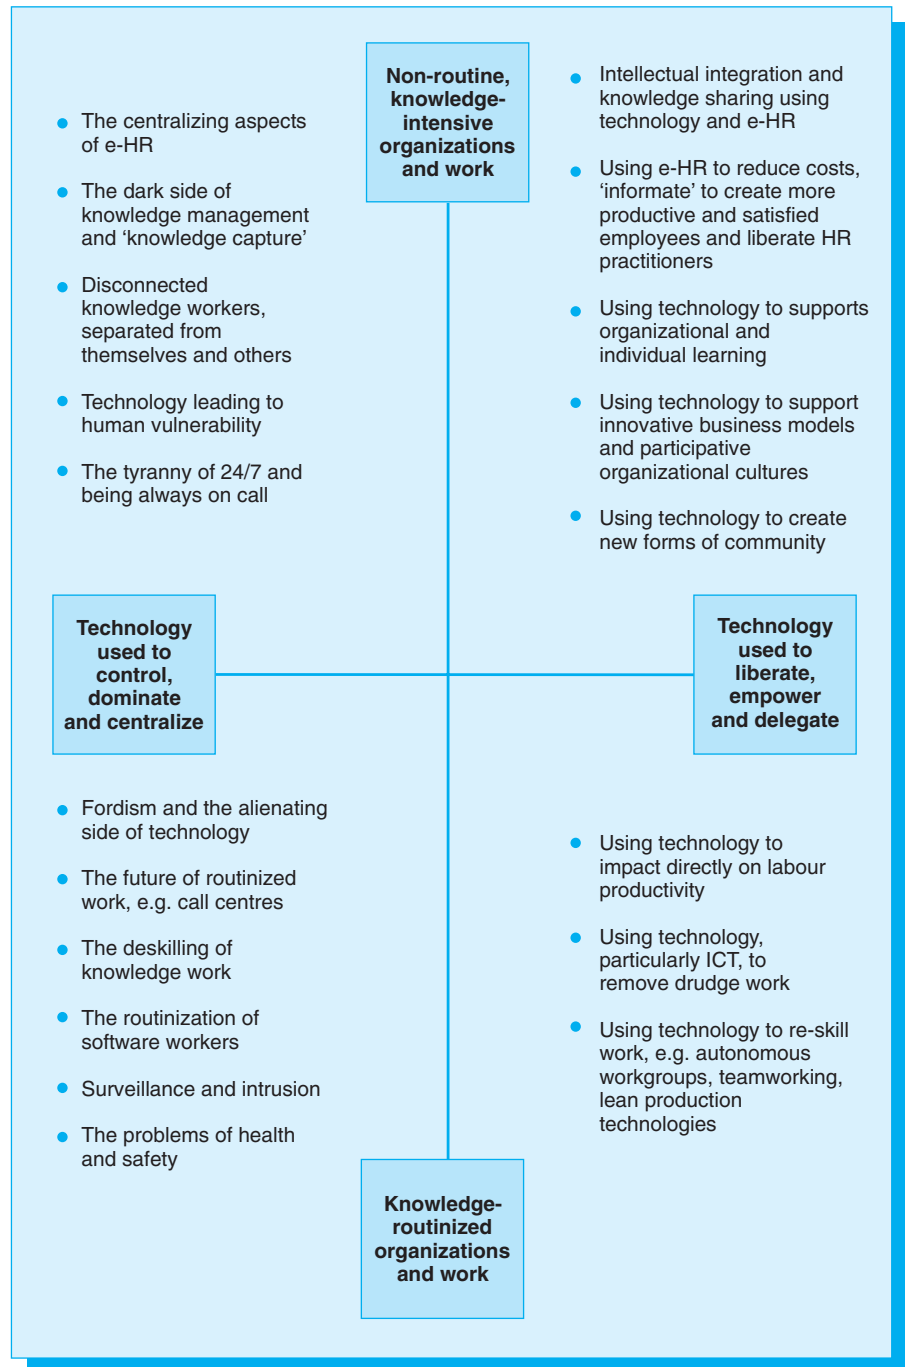 Non-routine,
knowledge-
intensive
organizations
and work
The centralizing aspects
of e-HR
The dark side of
knowledge management
and ‘knowledge capture’
Disconnected
knowledge workers,
separated from
themselves and others
Technology leading to
human vulnerability
The tyranny of 24/7 and
being always on call
Intellectual integration and
knowledge sharing using
technology and e-HR
Using e-HR to reduce costs,
‘informate’ to create more
productive and satisfied
employees and liberate HR
practitioners
Using technology to supports
organizational and
individual learning
Using technology to support
innovative business models
and participative
organizational cultures
Using technology to create
new forms of community
Technology
used to
control,
dominate
and centralize
Technology
used to
liberate,
empower
and delegate
Fordism and the alienating
side of technology
The future of routinized
work, e.g. call centres
The deskilling of
knowledge work
The routinization of
software workers
Surveillance and intrusion
The problems of health
and safety
Using technology to
impact directly on labour
productivity
Using technology,
particularly ICT, to
remove drudge work
Using technology to re-skill
work, e.g. autonomous
workgroups, teamworking,
lean production
technologies
Knowledge-
routinized
organizations
and work